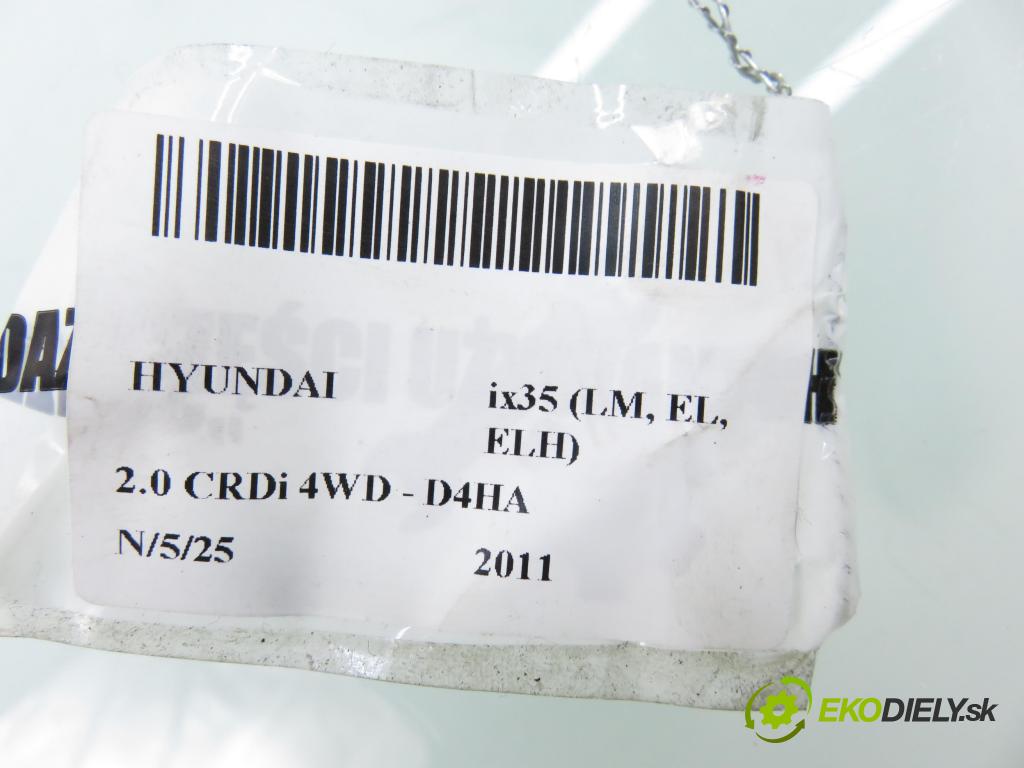 HYUNDAI ix35 (LM, EL,
ELH)
2.0 CRDi 4WD - D4HA
N/5/25 2011
EKODIELY.sk